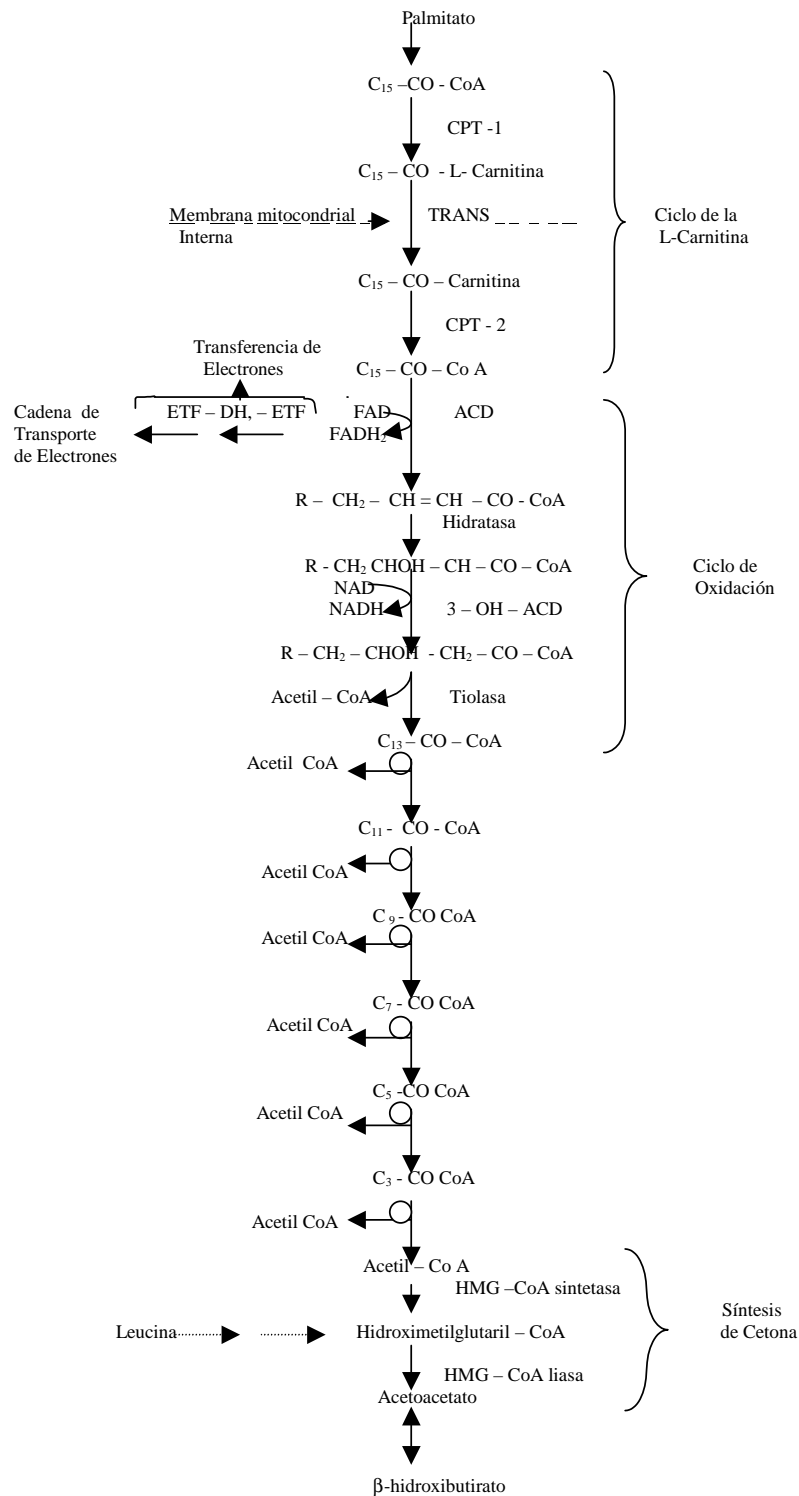 Palmitato
C₁₅ –CO - CoA
CPT -1
C₁₅ – CO - L- Carnitina
Membrana mitocondrial
Interna
TRANS
Ciclo de la
L-Carnitina
C₁₅ – CO – Carnitina
CPT - 2
Transferencia de
Electrones
C₁₅ – CO – Co A
Cadena de
Transporte
de Electrones
ETF – DH, – ETF
FAD
ACD
FADH₂
R – CH₂ – CH = CH – CO - CoA
Hidratasa
R - CH₂ CHOH – CH – CO – CoA
Ciclo de
Oxidación
NAD
NADH
3 – OH – ACD
R – CH₂ – CHOH - CH₂ – CO – CoA
Acetil – CoA
Tiolasa
C₁₃ – CO – CoA
Acetil CoA
C₁₁ - CO - CoA
Acetil CoA
C ₉ - CO CoA
Acetil CoA
C₇ - CO CoA
Acetil CoA
C₅ -CO CoA
Acetil CoA
C₃ - CO CoA
Acetil CoA
Acetil – Co A
HMG –CoA sintetasa
Síntesis
de Cetona
Leucina
Hidroximetilglutaril – CoA
HMG – CoA liasa
Acetoacetato
β-hidroxibutirato